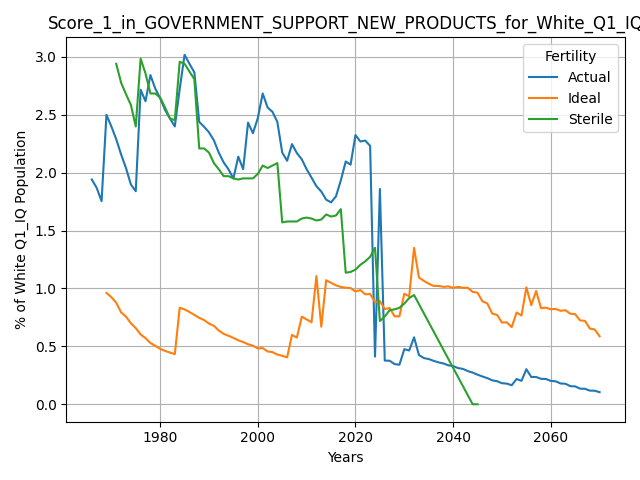 Score_1_in_GOVERNMENT_SUPPORT_NEW_PRODUCTS_for_White_Q1_IQ
Fertility
Actual
Ideal
Sterile
% of White Q1_IQ Population
3.0
2.5
2.0
1.5
1.0
0.5
0.0
1980
2000
2020
2040
2060
Years